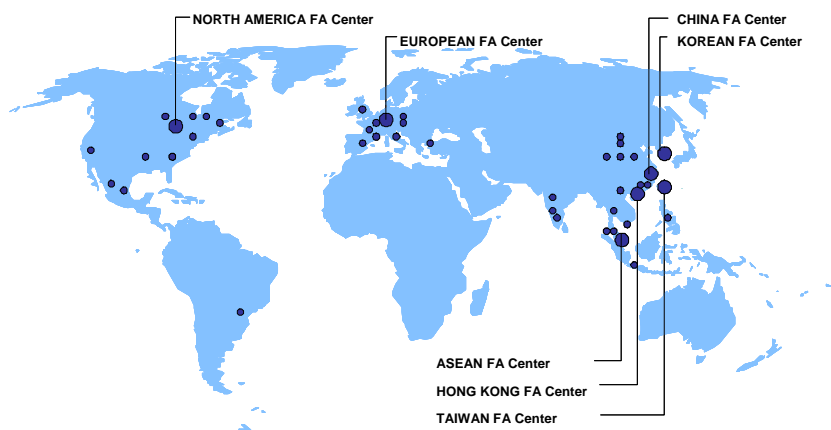 NORTH AMERICA FA Center
CHINA FA Center
EUROPEAN FA Center
KOREAN FA Center
ASEAN FA Center
HONG KONG FA Center
TAIWAN FA Center